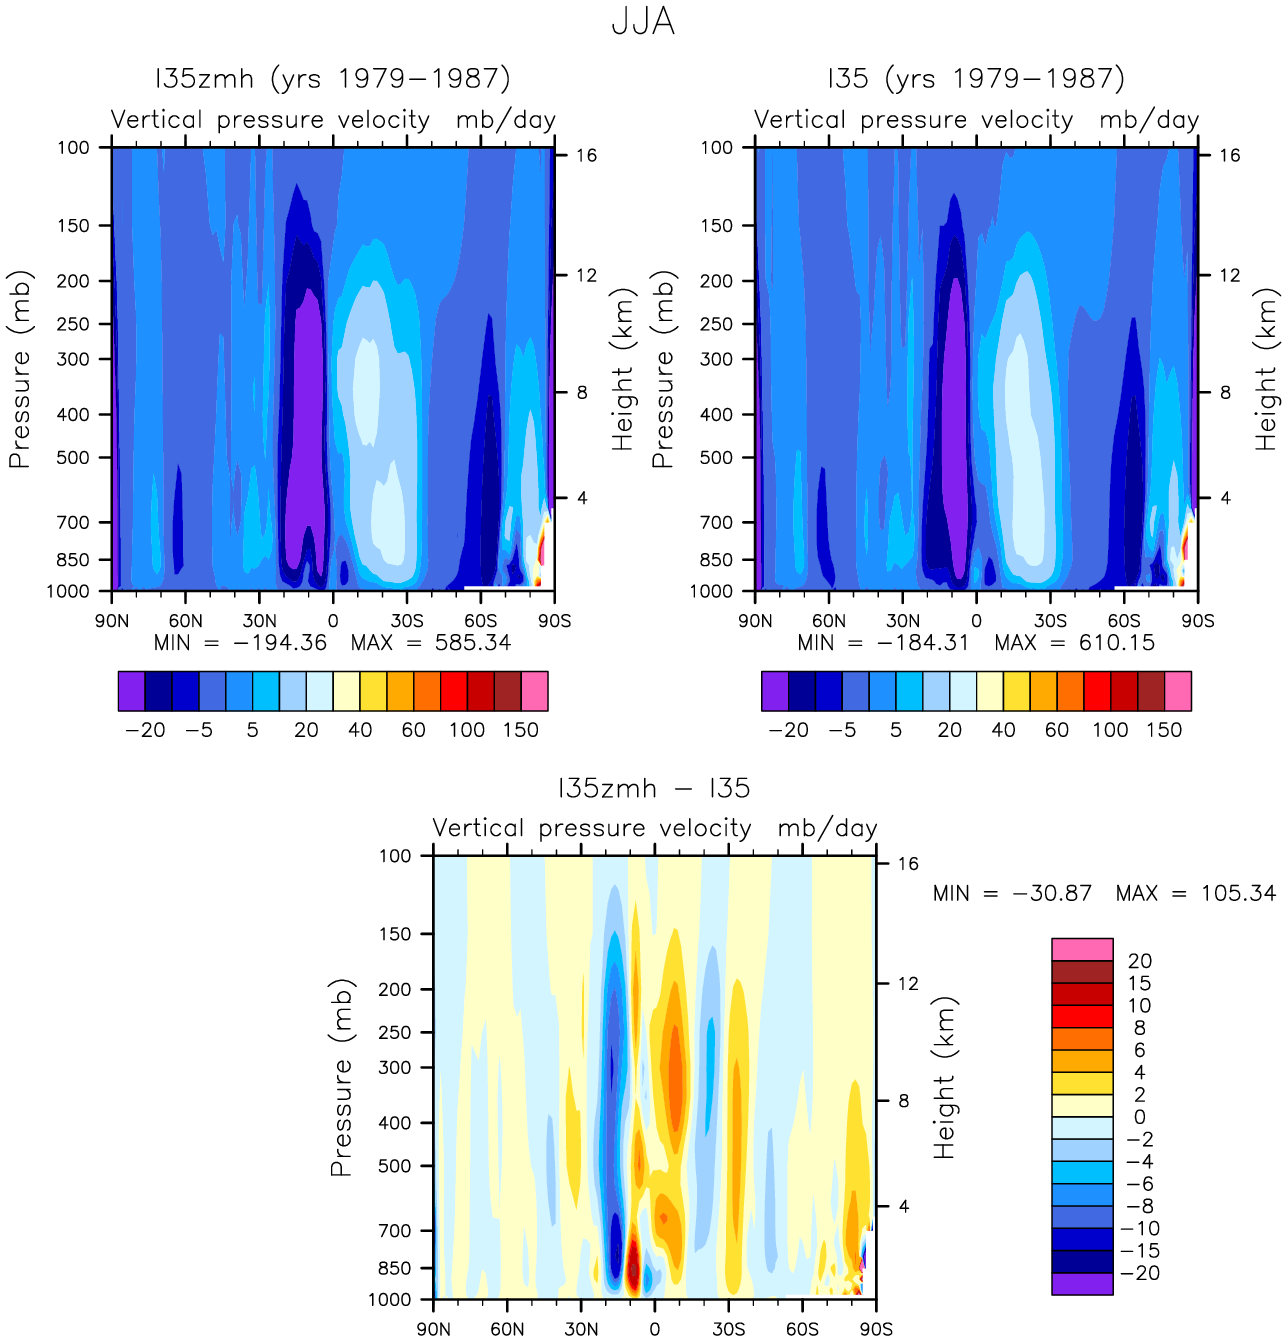 JJA
I35zmh (yrs 1979-1987)
Vertical pressure velocity mb/day
Pressure (mb)
100
150
200
250
300
400
500
700
850
1000
16
12
8
4
Height (km)
90N 60N 30N 0 30S 60S 90S
MIN = -194.36 MAX = 585.34
-20 -5 5 20 40 60 100 150
I35 (yrs 1979-1987)
Vertical pressure velocity mb/day
Pressure (mb)
100
150
200
250
300
400
500
700
850
1000
16
12
8
4
Height (km)
90N 60N 30N 0 30S 60S 90S
MIN = -184.31 MAX = 610.15
-20 -5 5 20 40 60 100 150
I35zmh - I35
Vertical pressure velocity mb/day
Pressure (mb)
100
150
200
250
300
400
500
700
850
1000
16
12
8
4
Height (km)
90N 60N 30N 0 30S 60S 90S
MIN = -30.87 MAX = 105.34
20
15
10
8
6
4
2
0
-2
-4
-6
-8
-10
-15
-20